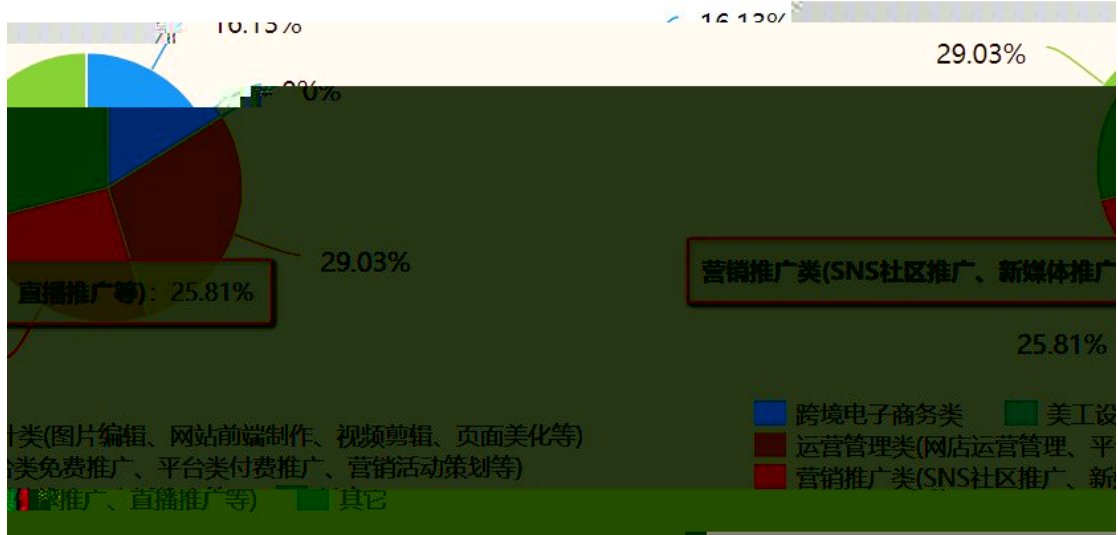 16.13%
16.13%
29.03%
0%
29.03%
直播推广等)：25.81%
营销推广类(SNS社区推广、新媒体推广
25.81%
跨境电子商务类
美工设
计类(图片编辑、网站前端制作、视频剪辑、页面美化等)
运营管理类(网店运营管理、平
台类免费推广、平台类付费推广、营销活动策划等)
营销推广类(SNS社区推广、新
推广、直播推广等)
其它